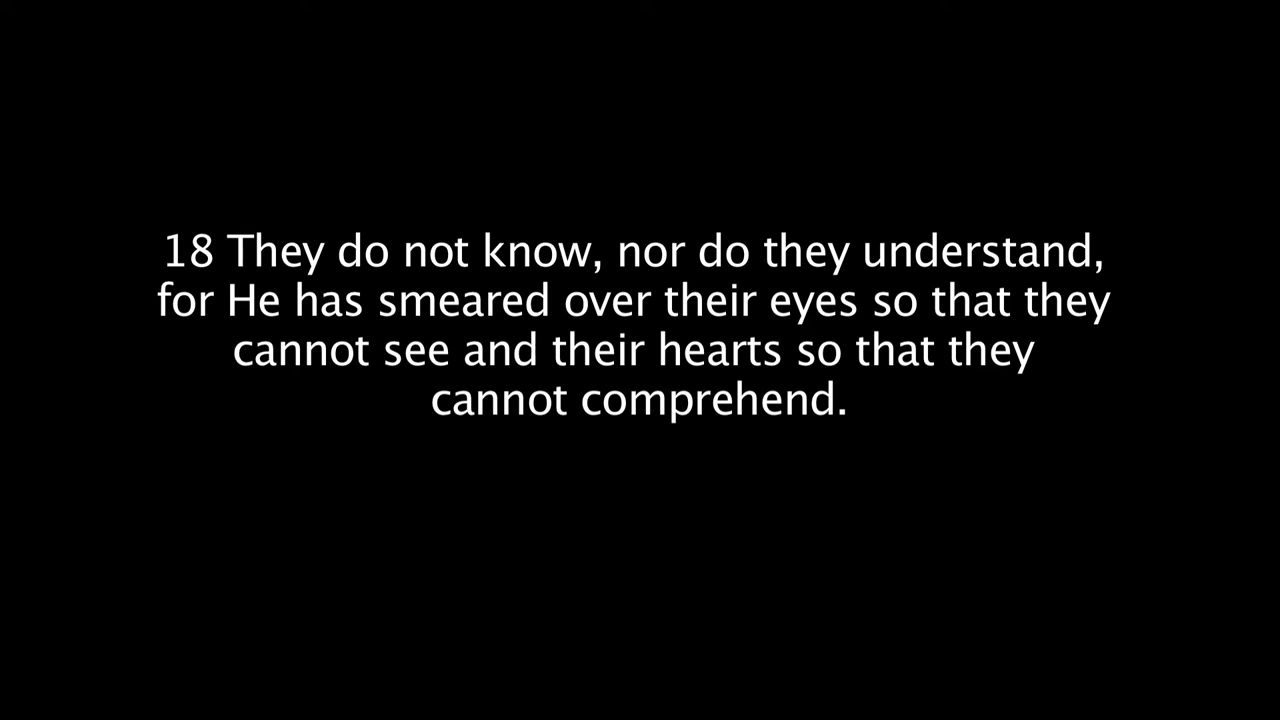 18 They do not know, nor do they understand,
for He has smeared over their eyes so that they
cannot see and their hearts so that they
cannot comprehend.